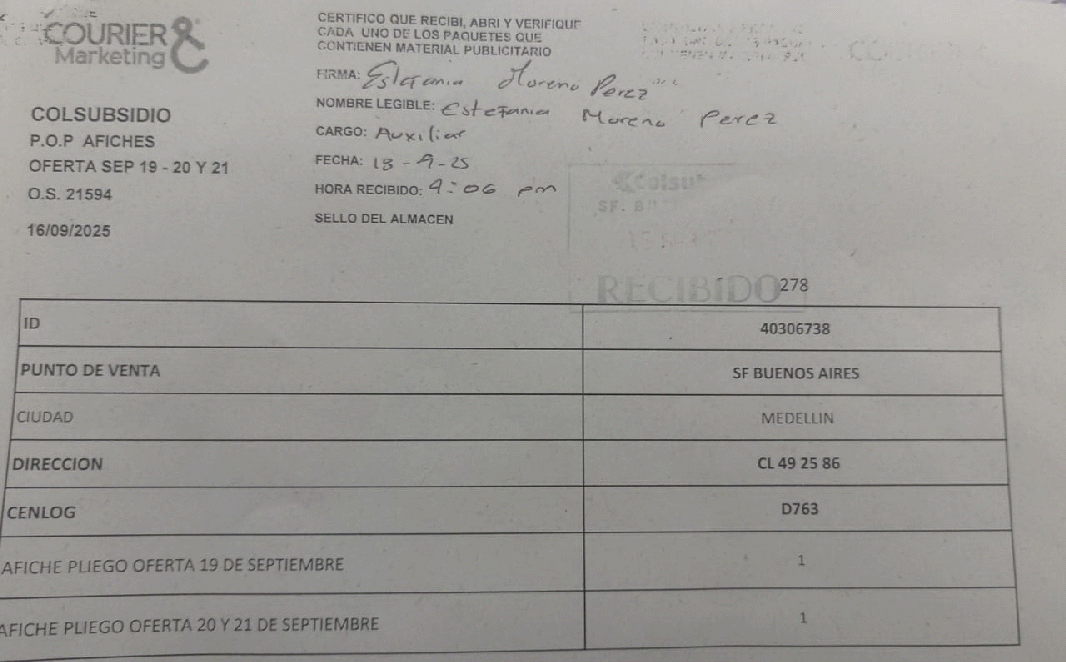 COURIER &
Marketing
COLSUBSIDIO
P.O.P AFICHES
OFERTA SEP 19 - 20 Y 21
O.S. 21594
16/09/2025
CERTIFICO QUE RECIBI, ABRI Y VERIFIQUE
CADA UNO DE LOS PAQUETES QUE
CONTIENEN MATERIAL PUBLICITARIO
FIRMA: Estefania Moreno Perez
NOMBRE LEGIBLE: Estefania Moreno Perez
CARGO: Auxiliar
FECHA: 18-9-25
HORA RECIBIDO: 4:06 pm
SELLO DEL ALMACEN
Colsub
SF. BU
RECIBIDO
278
ID 40306738
PUNTO DE VENTA SF BUENOS AIRES
CIUDAD MEDELLIN
DIRECCION CL 49 25 86
CENLOG D763
AFICHE PLIEGO OFERTA 19 DE SEPTIEMBRE 1
AFICHE PLIEGO OFERTA 20 Y 21 DE SEPTIEMBRE 1